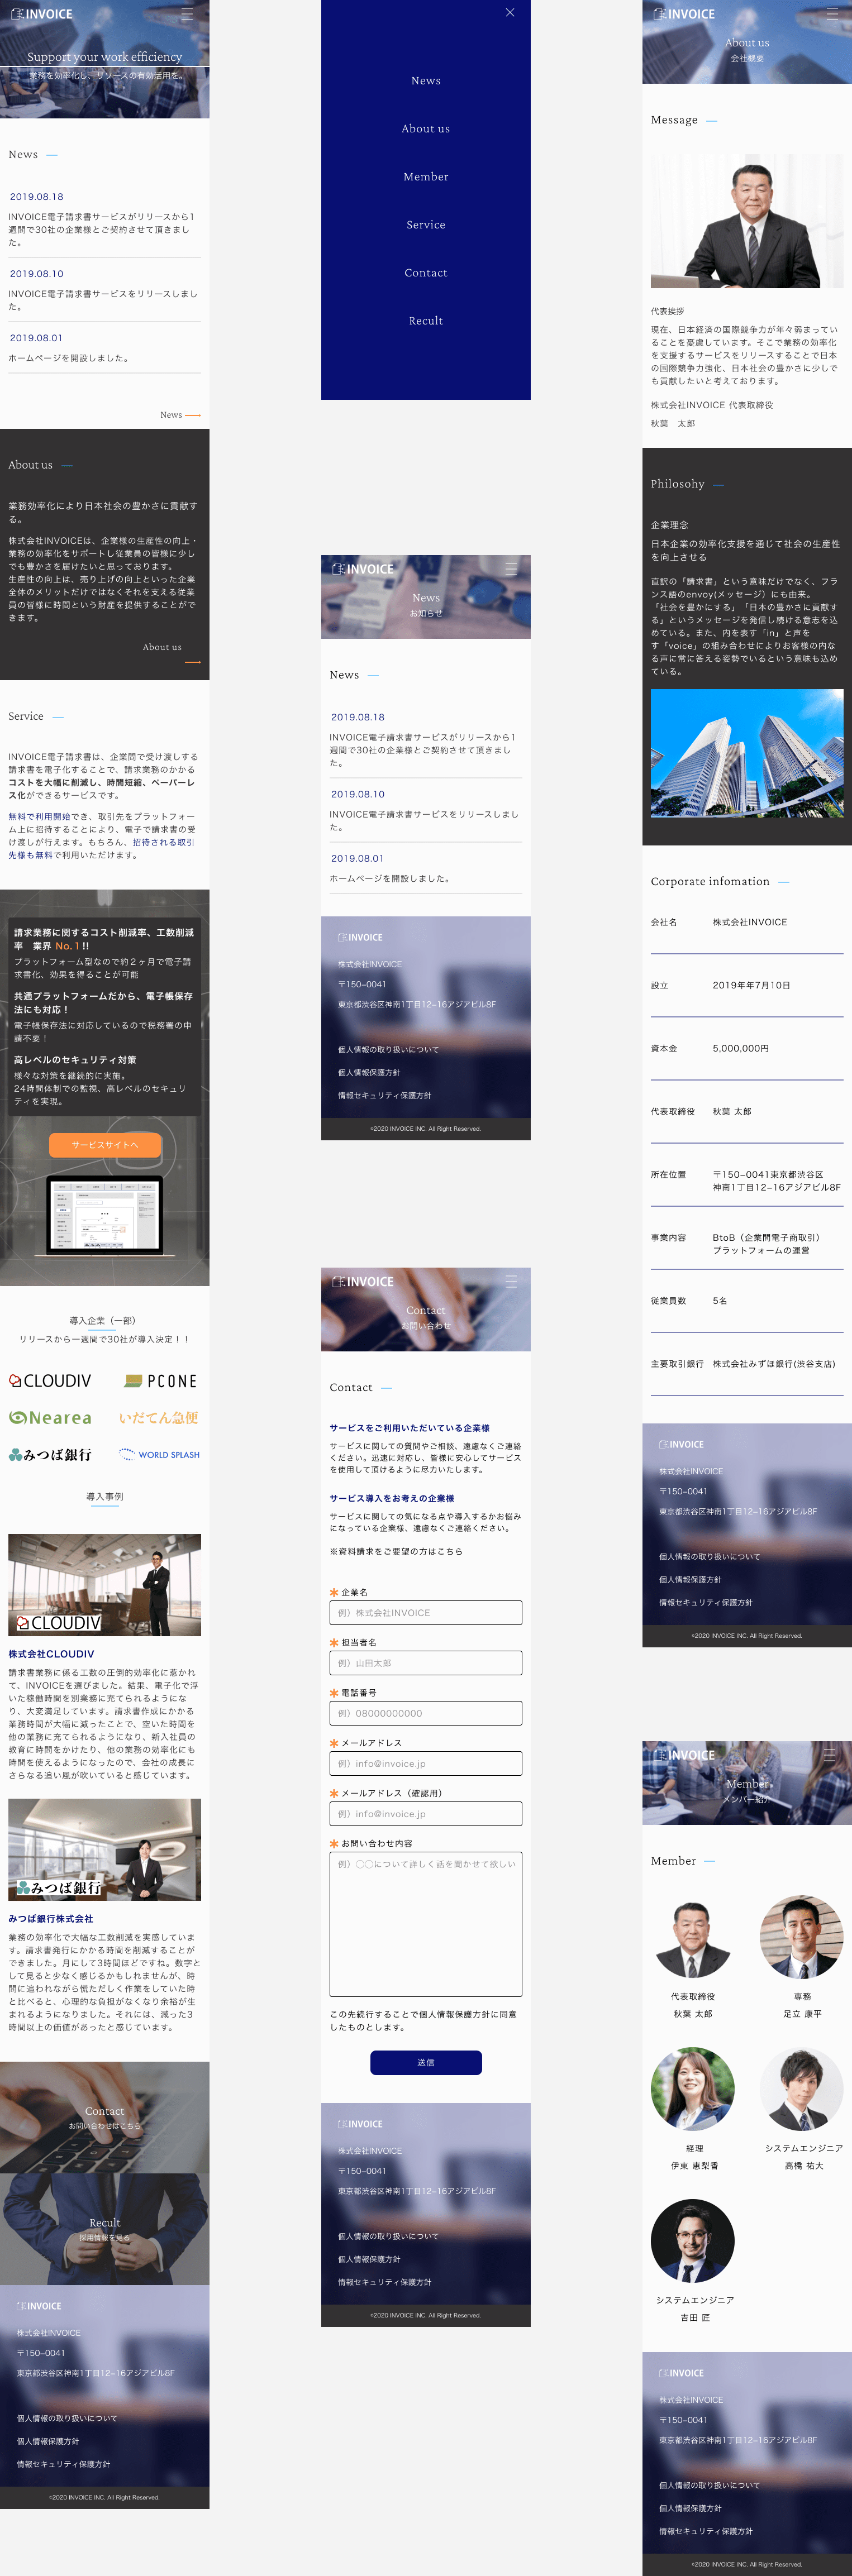 INVOICE
Support your work efficiency
業務を効率化し、リソースの有効活用を。
News
2019.08.18
INVOICE電子請求書サービスがリリースから1
週間で30社の企業様とご契約させて頂きまし
た。
2019.08.10
INVOICE電子請求書サービスをリリースしまし
た。
2019.08.01
ホームページを開設しました。
News
About us
業務効率化により日本社会の豊かさに貢献す
る。
株式会社INVOICEは、企業様の生産性の向上・
業務の効率化をサポートし従業員の皆様に少し
でも豊かさを届けたいと思っております。
生産性の向上は、売り上げの向上といった企業
全体のメリットだけではなくそれを支える従業
員の皆様に時間という財産を提供することがで
きます。
About us
Service
INVOICE電子請求書は、企業間で受け渡しする
請求書を電子化することで、請求業務のかかる
コストを大幅に削減し、時間短縮、ペーパーレ
ス化ができるサービスです。
無料で利用開始でき、取引先をプラットフォー
ム上に招待することにより、電子で請求書の受
け渡しが行えます。もちろん、招待される取引
先様も無料で利用いただけます。
請求業務に関するコスト削減率、工数削減
率　業界 No.１!!
プラットフォーム型なので約２ヶ月で電子請
求書化、効果を得ることが可能
共通プラットフォームだから、電子帳保存
法にも対応！
電子帳保存法に対応しているので税務署の申
請不要！
高レベルのセキュリティ対策
様々な対策を継続的に実施。
24時間体制での監視、高レベルのセキュリ
ティを実現。
サービスサイトへ
導入企業（一部）
リリースから一週間で30社が導入決定！！
CLOUDIV
PCONE
Nearea
いだてん急便
みつば銀行
WORLD SPLASH
導入事例
CLOUDIV
株式会社CLOUDIV
請求書業務に係る工数の圧倒的効率化に惹かれ
て、INVOICEを選びました。結果、電子化で浮
いた稼働時間を別業務に充てられるようにな
り、大変満足しています。請求書作成にかかる
業務時間が大幅に減ったことで、空いた時間を
他の業務に充てられるようになり、新入社員の
教育に時間をかけたり、他の業務の効率化にも
時間を使えるようになったので、会社の成長に
さらなる追い風が吹いていると感じています。
みつば銀行
みつば銀行株式会社
業務の効率化で大幅な工数削減を実感していま
す。請求書発行にかかる時間を削減することが
できました。月にして3時間ほどですね。数字と
して見ると少なく感じるかもしれませんが、時
間に追われながら慌ただしく作業をしていた時
と比べると、心理的な負担がなくなり余裕が生
まれるようになりました。それには、減った3
時間以上の価値があったと感じています。
Contact
お問い合わせはこちら
Recult
採用情報を見る
INVOICE
株式会社INVOICE
〒150−0041
東京都渋谷区神南1丁目12−16アジアビル8F
個人情報の取り扱いについて
個人情報保護方針
情報セキュリティ保護方針
©2020 INVOICE INC. All Right Reserved.
News
About us
Member
Service
Contact
Recult
INVOICE
News
お知らせ
News
2019.08.18
INVOICE電子請求書サービスがリリースから1
週間で30社の企業様とご契約させて頂きまし
た。
2019.08.10
INVOICE電子請求書サービスをリリースしまし
た。
2019.08.01
ホームページを開設しました。
INVOICE
株式会社INVOICE
〒150−0041
東京都渋谷区神南1丁目12−16アジアビル8F
個人情報の取り扱いについて
個人情報保護方針
情報セキュリティ保護方針
©2020 INVOICE INC. All Right Reserved.
INVOICE
Contact
お問い合わせ
Contact
サービスをご利用いただいている企業様
サービスに関しての質問やご相談、遠慮なくご連絡
ください。迅速に対応し、皆様に安心してサービス
を使用して頂けるように尽力いたします。
サービス導入をお考えの企業様
サービスに関しての気になる点や導入するかお悩み
になっている企業様、遠慮なくご連絡ください。
※資料請求をご要望の方はこちら
＊企業名
例）株式会社INVOICE
＊担当者名
例）山田太郎
＊電話番号
例）08000000000
＊メールアドレス
例）info@invoice.jp
＊メールアドレス（確認用）
例）info@invoice.jp
＊お問い合わせ内容
例）◯◯について詳しく話を聞かせて欲しい
この先続行することで個人情報保護方針に同意
したものとします。
送信
INVOICE
株式会社INVOICE
〒150−0041
東京都渋谷区神南1丁目12−16アジアビル8F
個人情報の取り扱いについて
個人情報保護方針
情報セキュリティ保護方針
©2020 INVOICE INC. All Right Reserved.
INVOICE
About us
会社概要
Message
代表挨拶
現在、日本経済の国際競争力が年々弱まってい
ることを憂慮しています。そこで業務の効率化
を支援するサービスをリリースすることで日本
の国際競争力強化、日本社会の豊かさに少しで
も貢献したいと考えております。
株式会社INVOICE 代表取締役
秋葉　太郎
Philosohy
企業理念
日本企業の効率化支援を通じて社会の生産性
を向上させる
直訳の「請求書」という意味だけでなく、フラ
ンス語のenvoy(メッセージ）にも由来。
「社会を豊かにする」「日本の豊かさに貢献す
る」というメッセージを発信し続ける意志を込
めている。また、内を表す「in」と声を
す「voice」の組み合わせによりお客様の内な
る声に常に答える姿勢でいるという意味も込め
ている。
Corporate infomation
会社名　株式会社INVOICE
設立　2019年年7月10日
資本金　5,000,000円
代表取締役　秋葉 太郎
所在位置　〒150−0041東京都渋谷区
神南1丁目12−16アジアビル8F
事業内容　BtoB（企業間電子商取引）
プラットフォームの運営
従業員数　5名
主要取引銀行　株式会社みずほ銀行(渋谷支店)
INVOICE
株式会社INVOICE
〒150−0041
東京都渋谷区神南1丁目12−16アジアビル8F
個人情報の取り扱いについて
個人情報保護方針
情報セキュリティ保護方針
©2020 INVOICE INC. All Right Reserved.
INVOICE
Member
メンバー紹介
Member
代表取締役
秋葉 太郎
専務
足立 康平
経理
伊東 恵梨香
システムエンジニア
高橋 祐大
システムエンジニア
吉田 匠
INVOICE
株式会社INVOICE
〒150−0041
東京都渋谷区神南1丁目12−16アジアビル8F
個人情報の取り扱いについて
個人情報保護方針
情報セキュリティ保護方針
©2020 INVOICE INC. All Right Reserved.